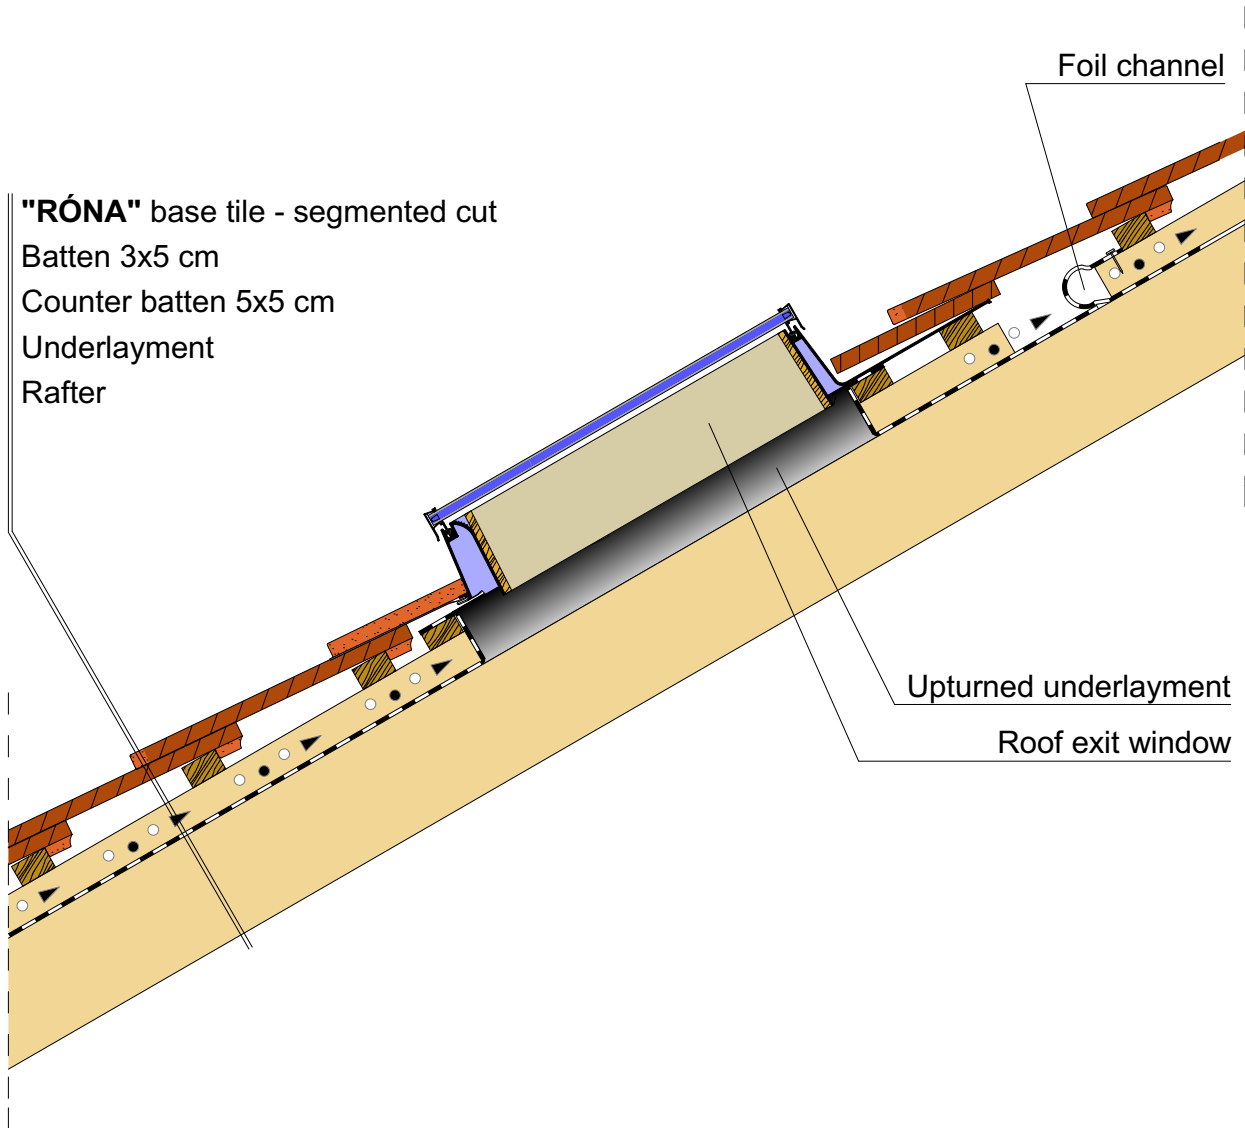 Foil channel
"RÓNA" base tile - segmented cut
Batten 3x5 cm
Counter batten 5x5 cm
Underlayment
Rafter
Upturned underlayment
Roof exit window